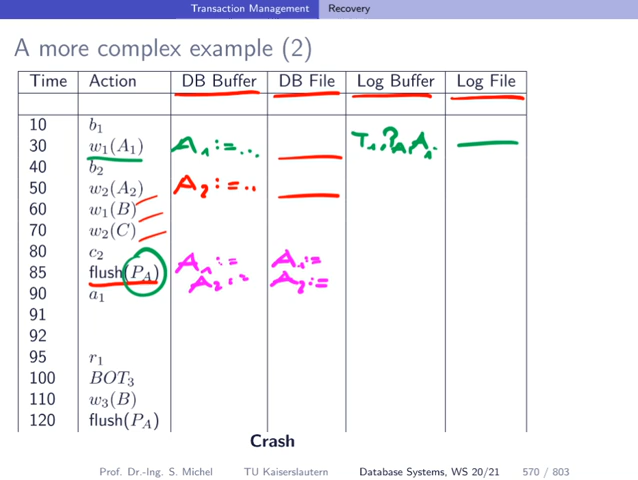 Transaction Management Recovery
A more complex example (2)
Time Action DB Buffer DB File Log Buffer Log File
10 b1
30 w1(A1) A1 := .. T1, ?, PA, A1 .
40 b2
50 w2(A2) A2 := ..
60 w1(B)
70 w2(C)
80 c2
85 flush(PA) A1 := A1 :=
A2 := A2 :=
90 a1
91
92
95 r1
100 BOT3
110 w3(B)
120 flush(PA)
Crash
Prof. Dr.-Ing. S. Michel TU Kaiserslautern Database Systems, WS 20/21 570 / 803